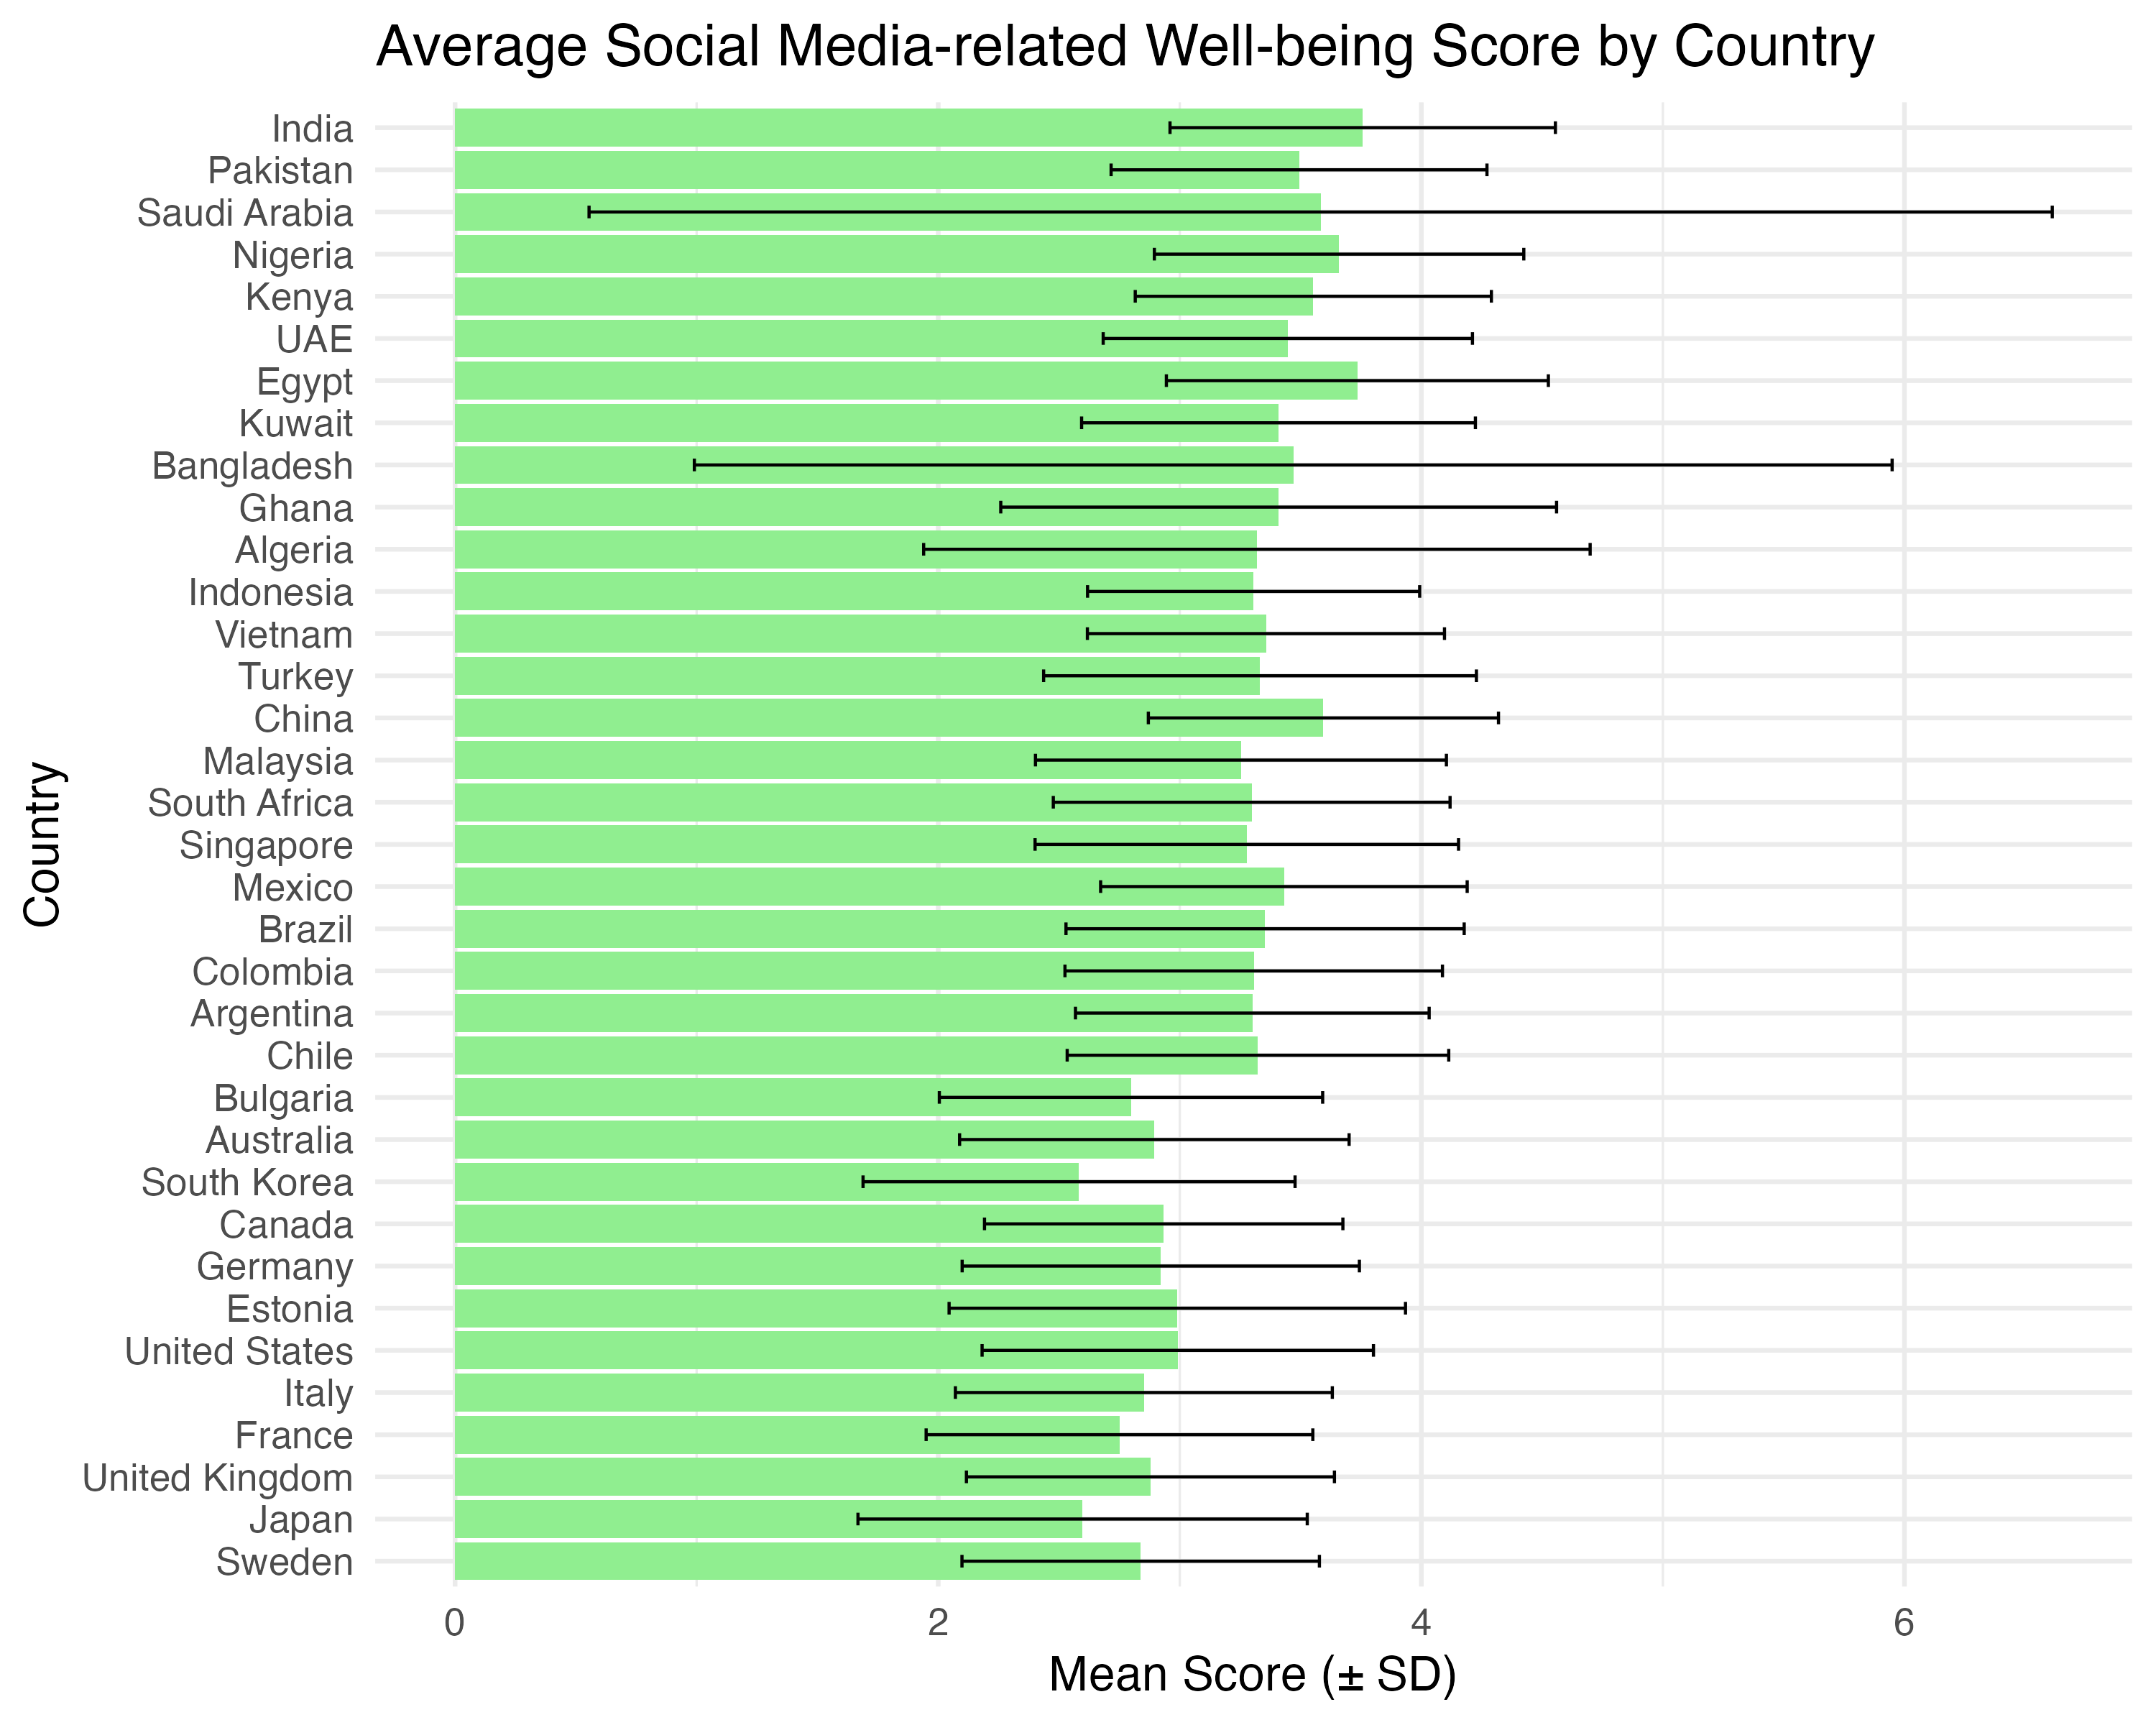 Average Social Media-related Well-being Score by Country
Country
India
Pakistan
Saudi Arabia
Nigeria
Kenya
UAE
Egypt
Kuwait
Bangladesh
Ghana
Algeria
Indonesia
Vietnam
Turkey
China
Malaysia
South Africa
Singapore
Mexico
Brazil
Colombia
Argentina
Chile
Bulgaria
Australia
South Korea
Canada
Germany
Estonia
United States
Italy
France
United Kingdom
Japan
Sweden
0 2 4 6
Mean Score (± SD)